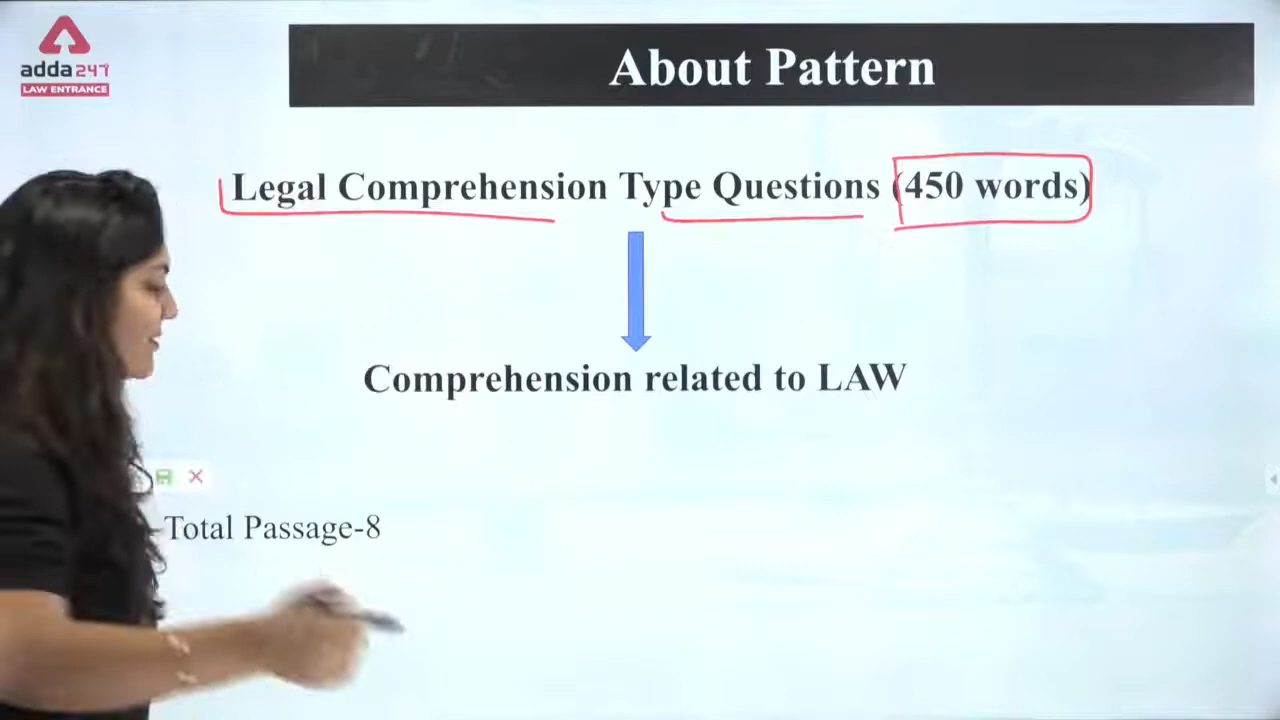 adda247
LAW ENTRANCE
About Pattern
Legal Comprehension Type Questions (450 words)
Comprehension related to LAW
Total Passage-8